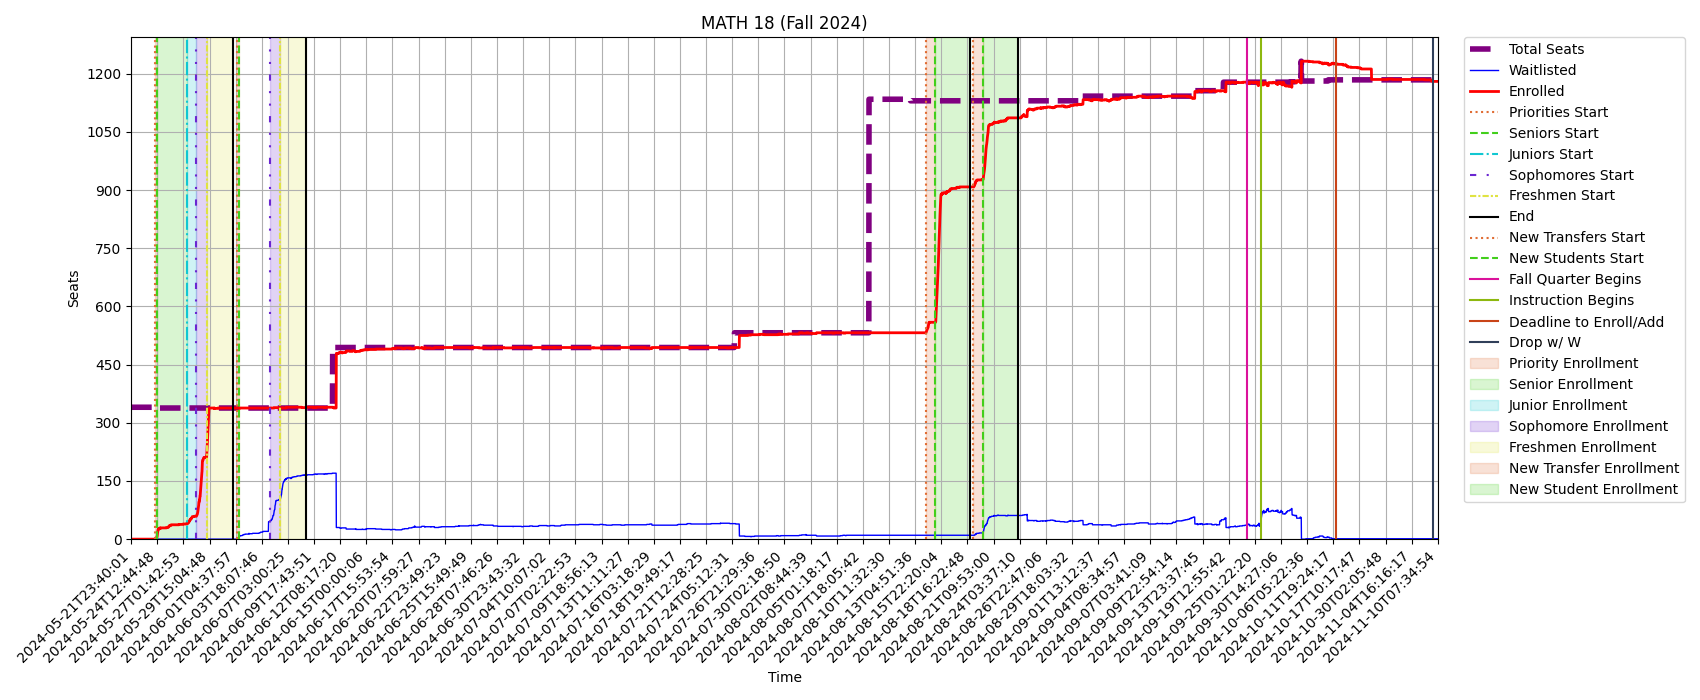 MATH 18 (Fall 2024)
Seats
1200
1050
900
750
600
450
300
150
0
2024-05-21T23:40:01
2024-05-24T12:44:48
2024-05-27T01:42:53
2024-05-29T15:04:48
2024-06-01T04:37:57
2024-06-03T18:07:46
2024-06-07T03:00:25
2024-06-09T17:43:51
2024-06-12T08:17:20
2024-06-15T00:00:06
2024-06-17T15:53:54
2024-06-20T07:59:27
2024-06-22T23:49:23
2024-06-25T15:49:49
2024-06-28T07:46:26
2024-06-30T23:43:32
2024-07-04T10:07:02
2024-07-07T02:22:53
2024-07-09T18:56:13
2024-07-13T11:11:27
2024-07-16T03:18:29
2024-07-18T19:49:17
2024-07-21T12:28:25
2024-07-24T05:12:31
2024-07-26T21:29:36
2024-07-30T02:18:50
2024-08-02T08:44:39
2024-08-05T01:18:17
2024-08-07T18:05:42
2024-08-10T11:32:30
2024-08-13T04:51:36
2024-08-15T22:20:04
2024-08-18T16:22:48
2024-08-21T09:53:00
2024-08-24T03:37:10
2024-08-26T22:47:06
2024-08-29T18:03:32
2024-09-01T13:12:37
2024-09-04T08:34:57
2024-09-07T03:41:09
2024-09-09T22:54:14
2024-09-13T23:37:45
2024-09-19T12:55:42
2024-09-25T01:22:20
2024-09-30T14:27:06
2024-10-06T05:22:36
2024-10-11T19:24:17
2024-10-17T10:17:47
2024-10-30T02:05:48
2024-11-04T16:16:17
2024-11-10T07:34:54
Time
Total Seats
Waitlisted
Enrolled
Priorities Start
Seniors Start
Juniors Start
Sophomores Start
Freshmen Start
End
New Transfers Start
New Students Start
Fall Quarter Begins
Instruction Begins
Deadline to Enroll/Add
Drop w/ W
Priority Enrollment
Senior Enrollment
Junior Enrollment
Sophomore Enrollment
Freshmen Enrollment
New Transfer Enrollment
New Student Enrollment